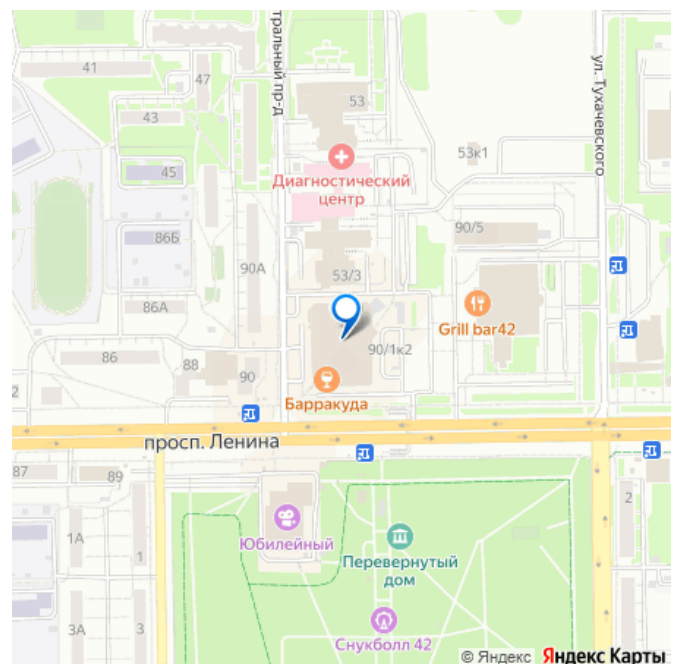 41
47
тральный пр-д
43
53
ул. Тухачевского
45
53к1
Диагностический
центр
86Б
90/5
90А
53/3
86А
Grill bar42
90/1к2
86
88
90
2
Барракуда
просп. Ленина
87
89
2
1А
1
Юбилейный
Перевернутый
дом
3А
3
Снукболл 42
© Яндекс Яндекс Карты